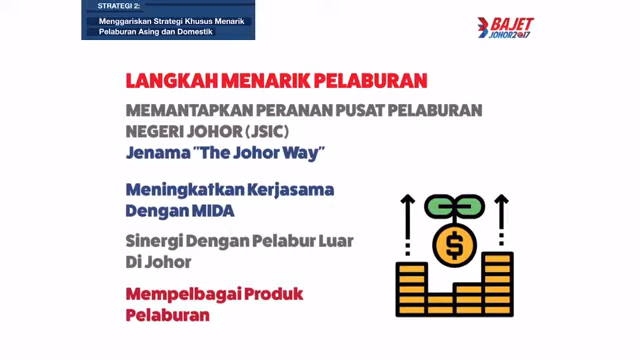 STRATEGI 2:
Menggariskan Strategi Khusus Menarik
Pelaburan Asing dan Domestik
BAJET
JOHOR2017
LANGKAH MENARIK PELABURAN
MEMANTAPKAN PERANAN PUSAT PELABURAN
NEGERI JOHOR (JSIC)
Jenama "The Johor Way"
Meningkatkan Kerjasama
Dengan MIDA
Sinergi Dengan Pelabur Luar
Di Johor
Mempelbagai Produk
Pelaburan
$